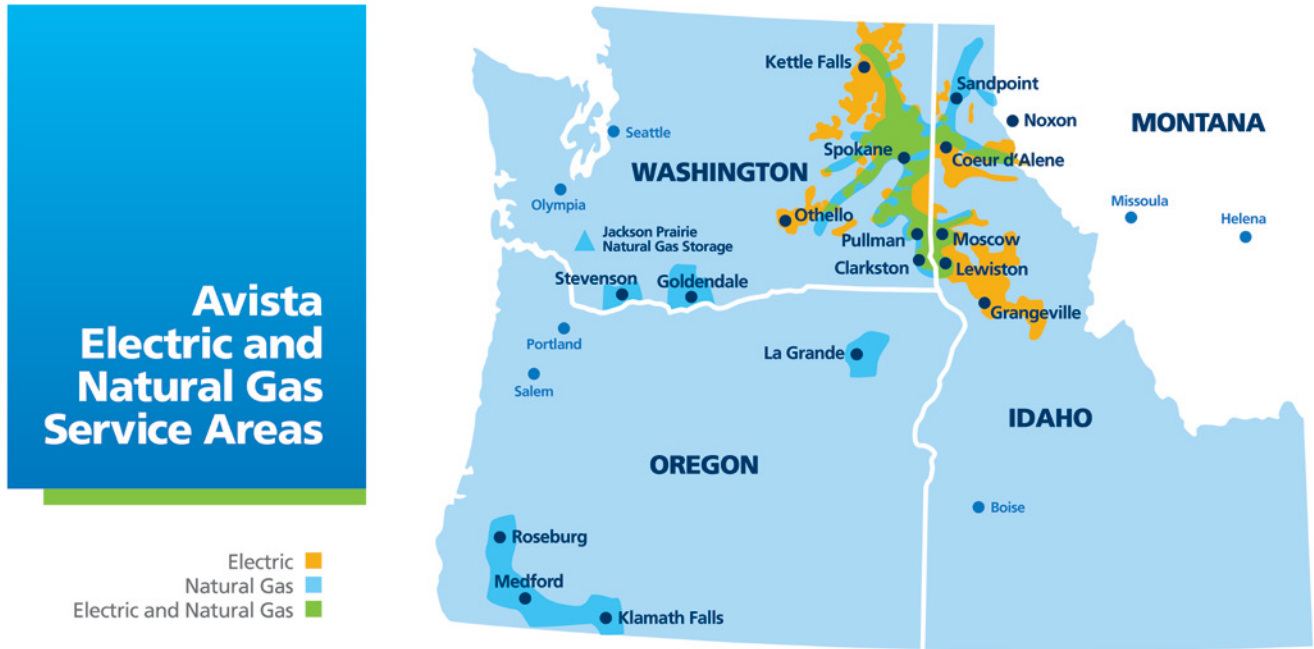 Avista
Electric and
Natural Gas
Service Areas
Electric
Natural Gas
Electric and Natural Gas
Kettle Falls
Sandpoint
Noxon
MONTANA
Seattle
Spokane
Coeur d'Alene
WASHINGTON
Olympia
Othello
Missoula
Helena
Jackson Prairie
Natural Gas Storage
Pullman
Moscow
Clarkston
Lewiston
Stevenson
Goldendale
Grangeville
Portland
La Grande
Salem
IDAHO
OREGON
Boise
Roseburg
Medford
Klamath Falls